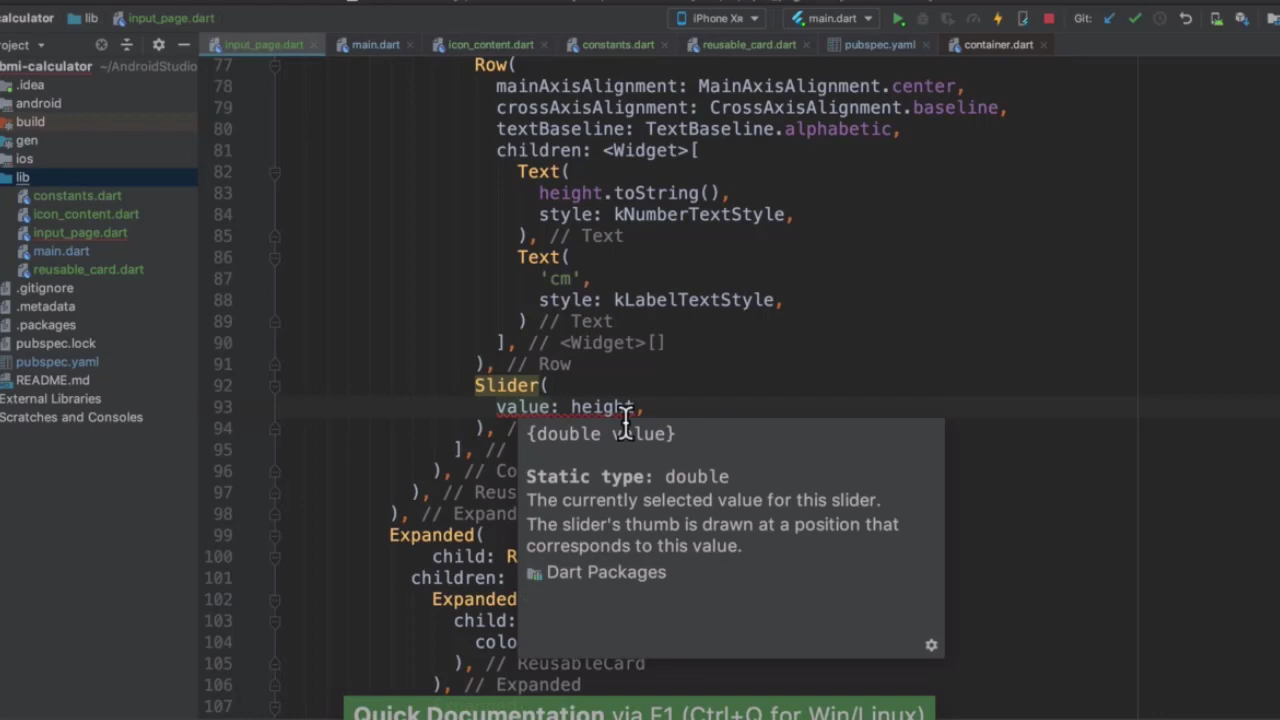 calculator lib input_page.dart iPhone Xʀ main.dart Git:
roject input_page.dart main.dart icon_content.dart constants.dart reusable_card.dart pubspec.yaml container.dart
bmi-calculator ~/AndroidStudio
.idea
android
build
gen
ios
lib
constants.dart
icon_content.dart
input_page.dart
main.dart
reusable_card.dart
.gitignore
.metadata
.packages
pubspec.lock
pubspec.yaml
README.md
External Libraries
Scratches and Consoles
77 Row(
78 mainAxisAlignment: MainAxisAlignment.center,
79 crossAxisAlignment: CrossAxisAlignment.baseline,
80 textBaseline: TextBaseline.alphabetic,
81 children: <Widget>[
82 Text(
83 height.toString(),
84 style: kNumberTextStyle,
85 ), // Text
86 Text(
87 'cm',
88 style: kLabelTextStyle,
89 ) // Text
90 ], // <Widget>[]
91 ), // Row
92 Slider(
93 value: height,
94 ), /
95 ], //
96 ), // Co
97 ), // Reus
98 ), // Expand
99 Expanded(
100 child: R
101 children:
102 Expanded
103 child:
104 colo
105 ), // ReusableCard
106 ), // Expanded
107
{double value}
Static type: double
The currently selected value for this slider.
The slider's thumb is drawn at a position that
corresponds to this value.
Dart Packages
Quick Documentation via F1 (Ctrl+Q for Win/Linux)